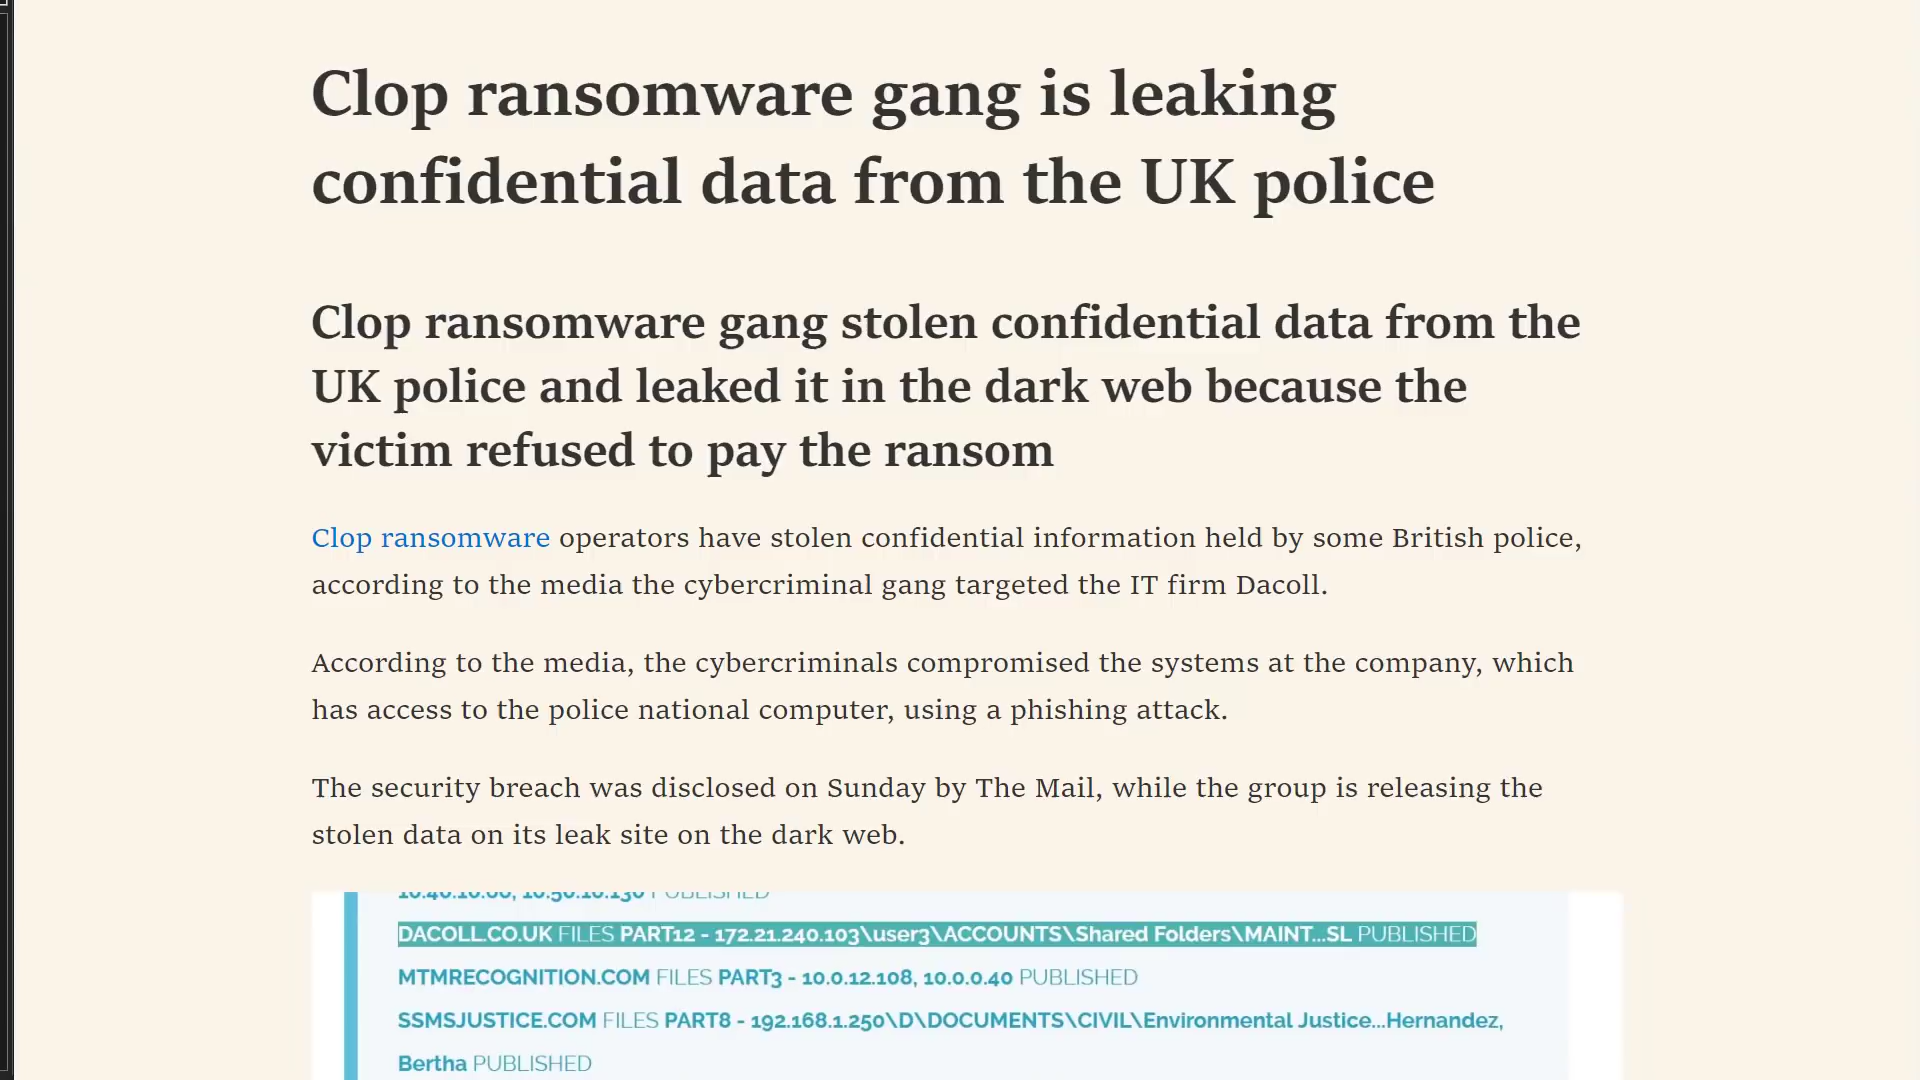 Clop ransomware gang is leaking
confidential data from the UK police
Clop ransomware gang stolen confidential data from the
UK police and leaked it in the dark web because the
victim refused to pay the ransom
Clop ransomware operators have stolen confidential information held by some British police,
according to the media the cybercriminal gang targeted the IT firm Dacoll.
According to the media, the cybercriminals compromised the systems at the company, which
has access to the police national computer, using a phishing attack.
The security breach was disclosed on Sunday by The Mail, while the group is releasing the
stolen data on its leak site on the dark web.
PUBLISHED
DACOLL.CO.UK FILES PART12 - 172.21.240.103\user3\ACCOUNTS\Shared Folders\MAINT...SL PUBLISHED
MTMRECOGNITION.COM FILES PART3 - 10.0.12.108, 10.0.0.40 PUBLISHED
SSMSJUSTICE.COM FILES PART8 - 192.168.1.250\D\DOCUMENTS\CIVIL\Environmental Justice...Hernandez,
Bertha PUBLISHED